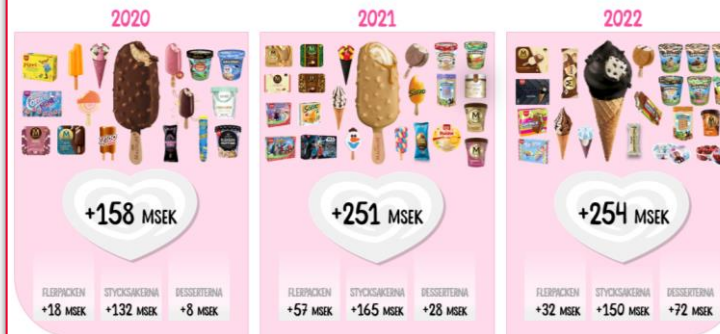 2020
2021
2022
+158 MSEK
+251 MSEK
+254 MSEK
FLERPACKEN STYCKSAKERNA DESSERTERNA
+18 MSEK +132 MSEK +8 MSEK
FLERPACKEN STYCKSAKERNA DESSERTERNA
+57 MSEK +165 MSEK +28 MSEK
FLERPACKEN STYCKSAKERNA DESSERTERNA
+32 MSEK +150 MSEK +72 MSEK